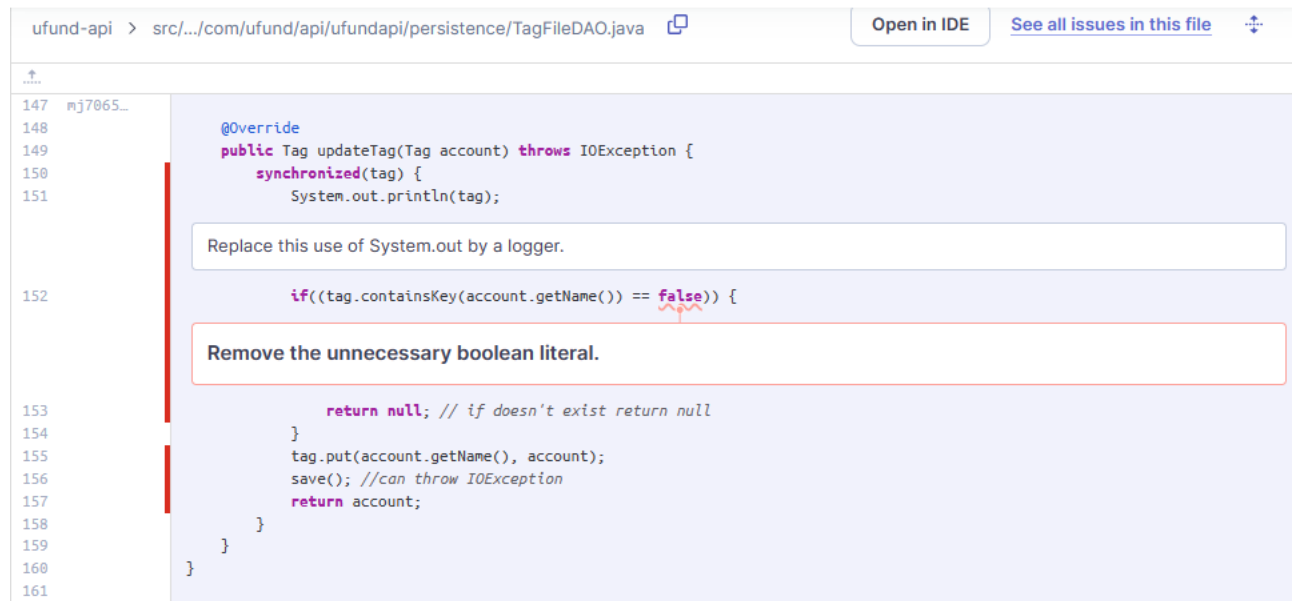 ufund-api > src/.../com/ufund/api/ufundapi/persistence/TagFileDAO.java Open in IDE See all issues in this file
147 mj7065…
148 @Override
149 public Tag updateTag(Tag account) throws IOException {
150 synchronized(tag) {
151 System.out.println(tag);
Replace this use of System.out by a logger.
152 if((tag.containsKey(account.getName()) == false)) {
Remove the unnecessary boolean literal.
153 return null; // if doesn't exist return null
154 }
155 tag.put(account.getName(), account);
156 save(); //can throw IOException
157 return account;
158 }
159 }
160 }
161